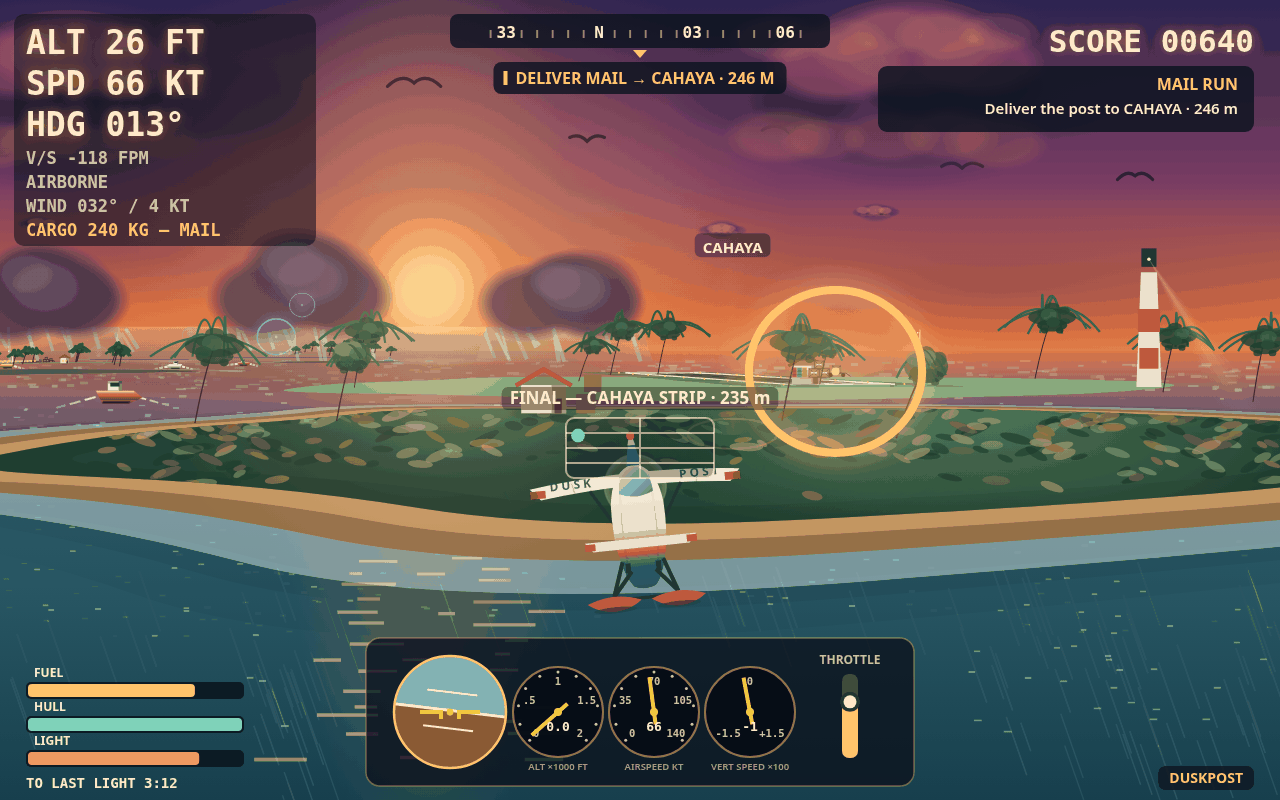 ALT 26 FT
SPD 66 KT
HDG 013°
V/S -118 FPM
AIRBORNE
WIND 032° / 4 KT
CARGO 240 KG — MAIL
33 N 03 06
DELIVER MAIL → CAHAYA · 246 M
SCORE 00640
MAIL RUN
Deliver the post to CAHAYA · 246 m
CAHAYA
FINAL — CAHAYA STRIP · 235 m
DUSK POST
FUEL
HULL
LIGHT
TO LAST LIGHT 3:12
1
.5 1.5
0.0
0 2
ALT ×1000 FT
70
35 105
66
0 140
AIRSPEED KT
0
-1
-1.5 +1.5
VERT SPEED ×100
THROTTLE
DUSKPOST